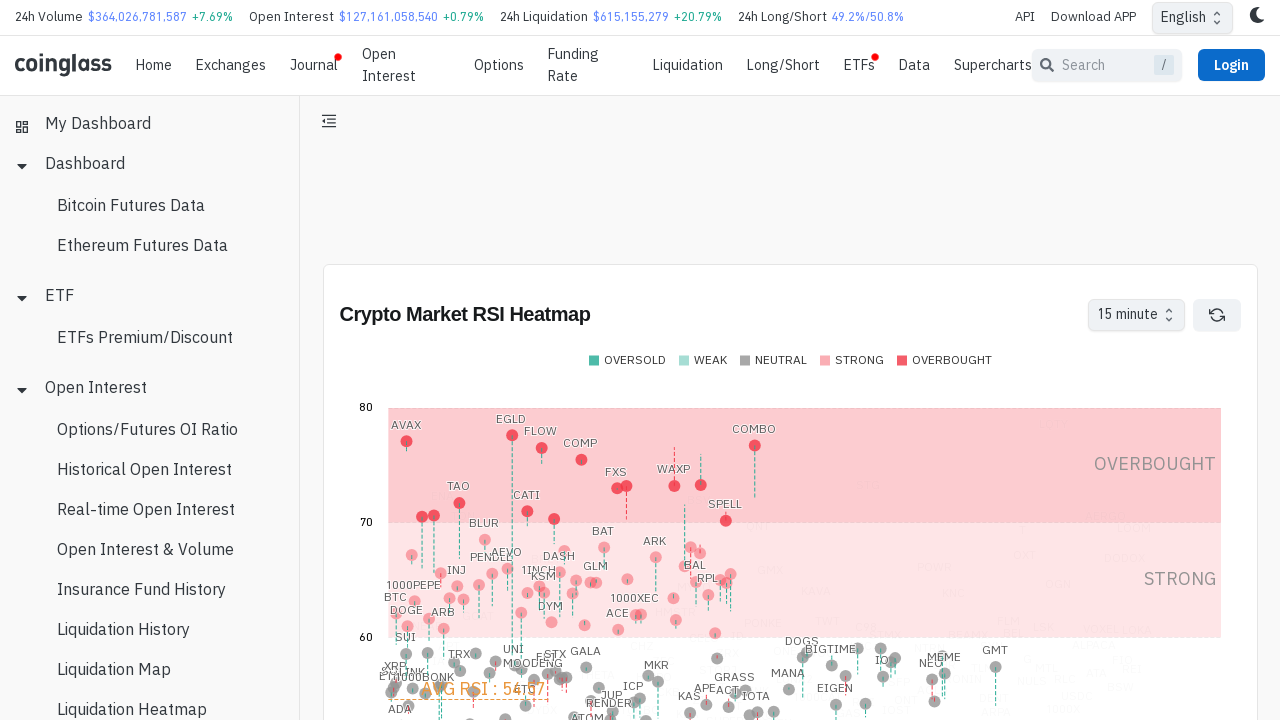 24h Volume $364,026,781,587 +7.69% Open Interest $127,161,058,540 +0.79% 24h Liquidation $615,155,279 +20.79% 24h Long/Short 49.2%/50.8% API Download APP English
coinglass Home Exchanges Journal Open Interest Options Funding Rate Liquidation Long/Short ETFs Data Supercharts Search / Login
My Dashboard
Dashboard
Bitcoin Futures Data
Ethereum Futures Data
ETF
ETFs Premium/Discount
Open Interest
Options/Futures OI Ratio
Historical Open Interest
Real-time Open Interest
Open Interest & Volume
Insurance Fund History
Liquidation History
Liquidation Map
Liquidation Heatmap
Crypto Market RSI Heatmap 15 minute
OVERSOLD WEAK NEUTRAL STRONG OVERBOUGHT
80
AVAX EGLD FLOW COMP COMBO
FXS WAXP OVERBOUGHT
TAO CATI SPELL
70
BLUR BAT ARK
PENDLE AEVO DASH
INJ 1INCH KSM GLM BAL RPL STRONG
1000PEPE
BTC 1000XEC
DOGE ARB DYM ACE
60
SUI DOGS
TRX UNI STX GALA BIGTIME MEME GMT
XRP MOODENG MKR IO NEO
1000BONK GRASS MANA
AVG RSI : 54.67 ICP ACT EIGEN
JUP KAS APE IOTA
ADA RENDER
ATOM